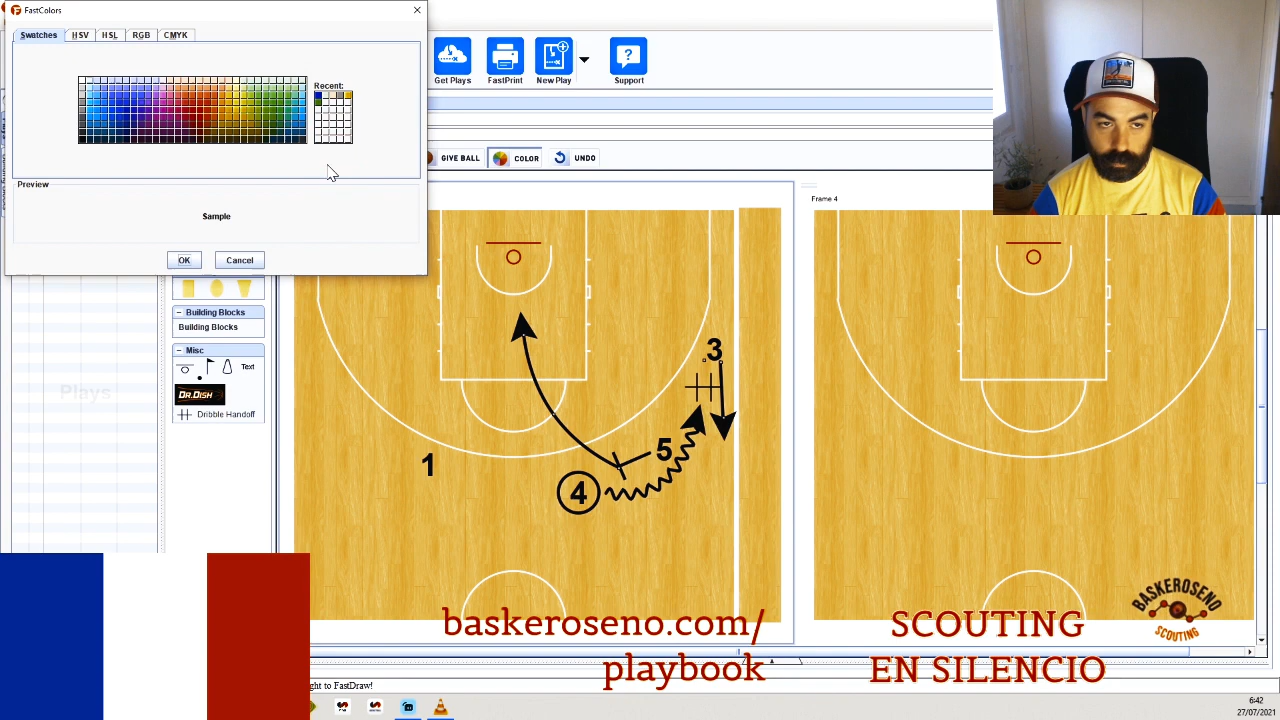 FastColors
Swatches HSV HSL RGB CMYK
Recent:
Preview
Sample
OK Cancel
Get Plays FastPrint New Play Support
GIVE BALL COLOR UNDO
Frame 4
Building Blocks
Building Blocks
Misc
Text
DR.DISH
Dribble Handoff
Plays
3
5
1
4
baskeroseno.com/
playbook
SCOUTING
EN SILENCIO
BASKEROSENO
SCOUTING
ght to FastDraw!
6:42
27/07/2021